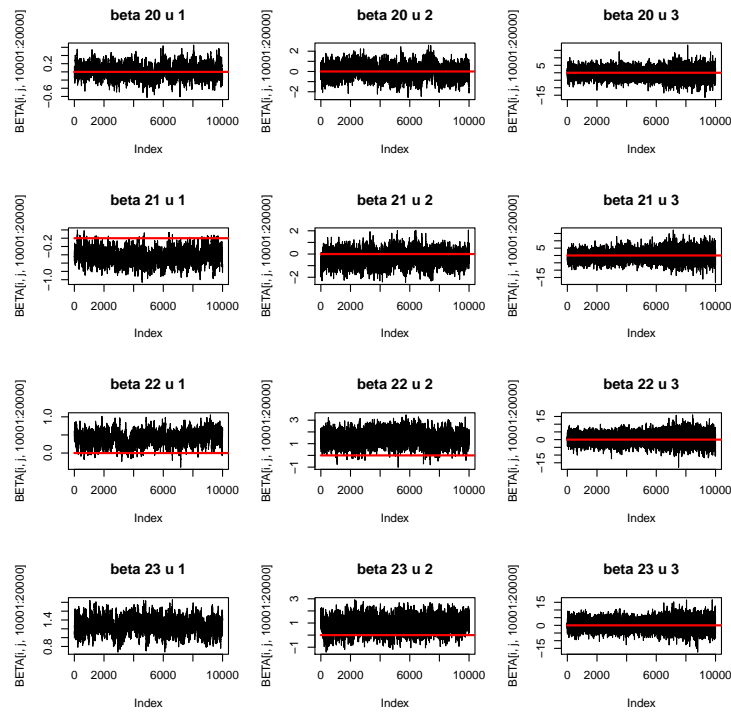 beta 20 u 1
BETA[i, j, 10001:20000]
0.2
−0.6
0 2000 6000 10000
Index
beta 20 u 2
BETA[i, j, 10001:20000]
2
0
−2
0 2000 6000 10000
Index
beta 20 u 3
BETA[i, j, 10001:20000]
5
−15
0 2000 6000 10000
Index
beta 21 u 1
BETA[i, j, 10001:20000]
−0.2
−1.0
0 2000 6000 10000
Index
beta 21 u 2
BETA[i, j, 10001:20000]
2
0
−2
0 2000 6000 10000
Index
beta 21 u 3
BETA[i, j, 10001:20000]
5
−15
0 2000 6000 10000
Index
beta 22 u 1
BETA[i, j, 10001:20000]
1.0
0.0
0 2000 6000 10000
Index
beta 22 u 2
BETA[i, j, 10001:20000]
3
1
−1
0 2000 6000 10000
Index
beta 22 u 3
BETA[i, j, 10001:20000]
15
0
−15
0 2000 6000 10000
Index
beta 23 u 1
BETA[i, j, 10001:20000]
1.4
0.8
0 2000 6000 10000
Index
beta 23 u 2
BETA[i, j, 10001:20000]
3
1
−1
0 2000 6000 10000
Index
beta 23 u 3
BETA[i, j, 10001:20000]
15
0
−15
0 2000 6000 10000
Index